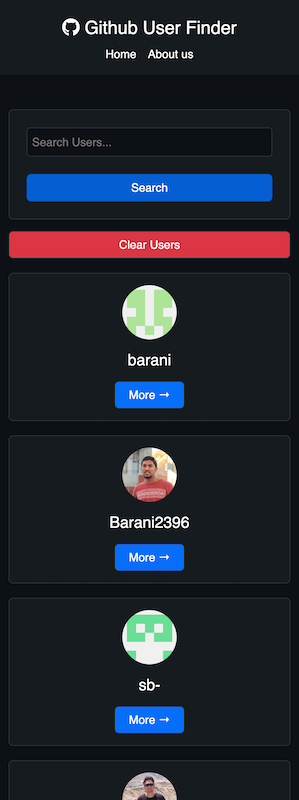 Github User Finder
Home About us
Search Users...
Search
Clear Users
barani
More →
Barani2396
More →
sb-
More →